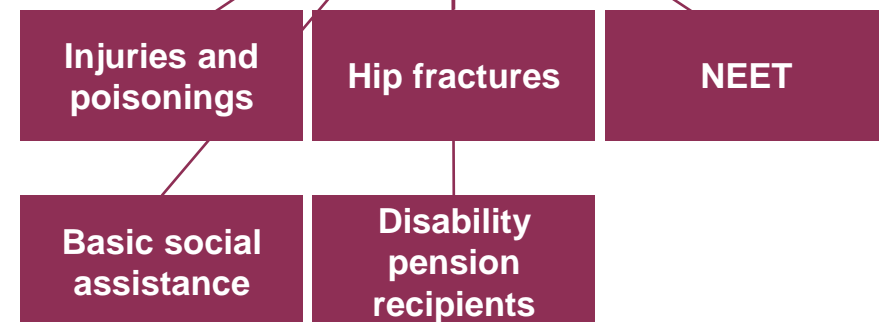 Injuries and
poisonings
Hip fractures
NEET
Basic social
assistance
Disability
pension
recipients